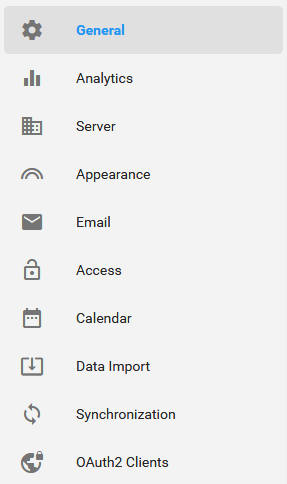 General
Analytics
Server
Appearance
Email
Access
Calendar
Data Import
Synchronization
OAuth2 Clients